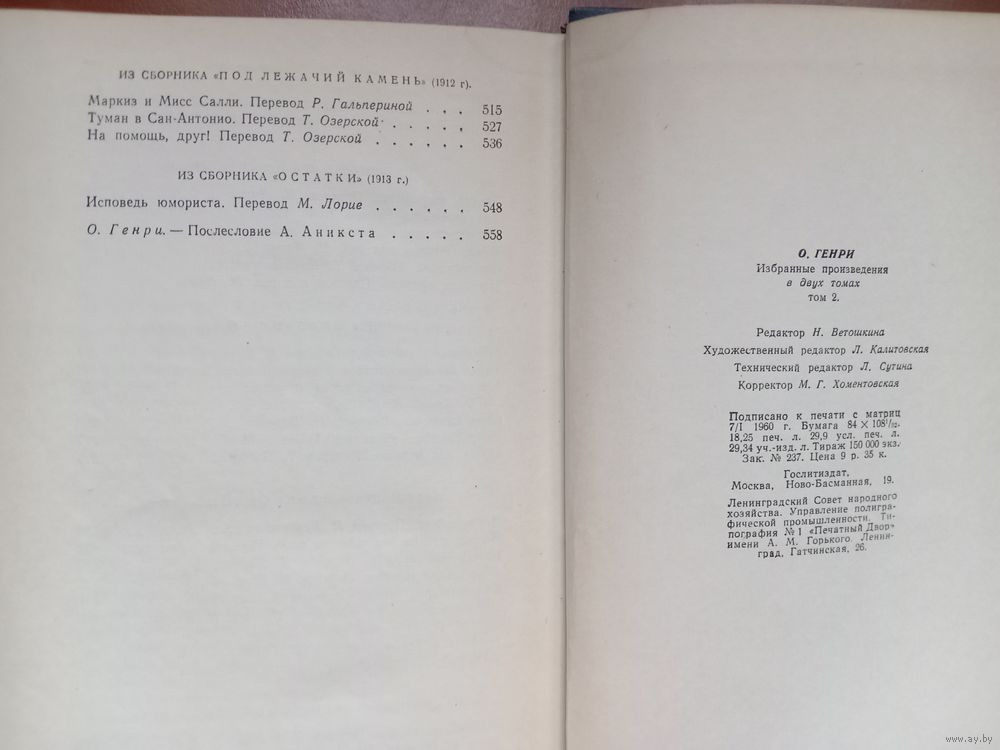 ИЗ СБОРНИКА «ПОД ЛЕЖАЧИЙ КАМЕНЬ» (1912 г).
Маркиз и Мисс Салли. Перевод Р. Гальпериной . . . 515
Туман в Сан-Антонио. Перевод Т. Озерской . . . . . 527
На помощь, друг! Перевод Т. Озерской . . . . . . 536
ИЗ СБОРНИКА «ОСТАТКИ» (1913 г.)
Исповедь юмориста. Перевод М. Лорие . . . . . . 548
О. Генри. — Послесловие А. Аникста . . . . . 558
О. ГЕНРИ
Избранные произведения
в двух томах
том 2.
Редактор Н. Ветошкина
Художественный редактор Л. Калитовская
Технический редактор Л. Сутина
Корректор М. Г. Хоментовская
Подписано к печати с матриц
7/I 1960 г. Бумага 84 × 108¹/₃₂.
18,25 печ. л. 29,9 усл. печ. л.
29,34 уч.-изд. л. Тираж 150 000 экз.
Зак. № 237. Цена 9 р. 35 к.
Гослитиздат,
Москва, Ново-Басманная, 19.
Ленинградский Совет народного
хозяйства. Управление полигра-
фической промышленности. Ти-
пография № 1 «Печатный Двор»
имени А. М. Горького. Ленин-
град, Гатчинская, 26.
www.ay.by